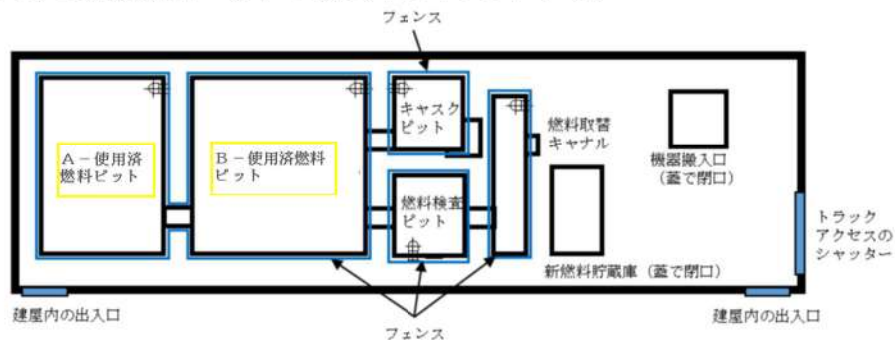 フェンス
A-使用済
燃料ピット
B-使用済燃料
ピット
キャスク
ピット
燃料検査
ピット
燃料取替
キャナル
機器搬入口
(蓋で閉口)
新燃料貯蔵庫(蓋で閉口)
トラック
アクセスの
シャッター
建屋内の出入口
フェンス
建屋内の出入口